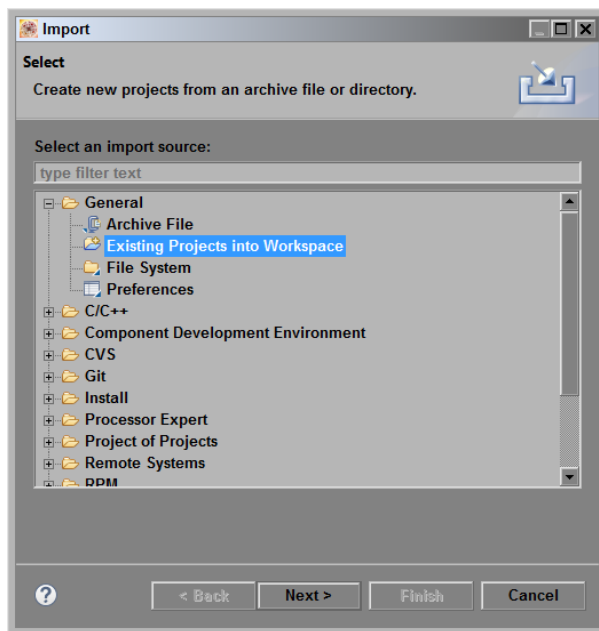 Import
Select
Create new projects from an archive file or directory.
Select an import source:
type filter text
General
Archive File
Existing Projects into Workspace
File System
Preferences
C/C++
Component Development Environment
CVS
Git
Install
Processor Expert
Project of Projects
Remote Systems
RPM
?
< Back Next > Finish Cancel